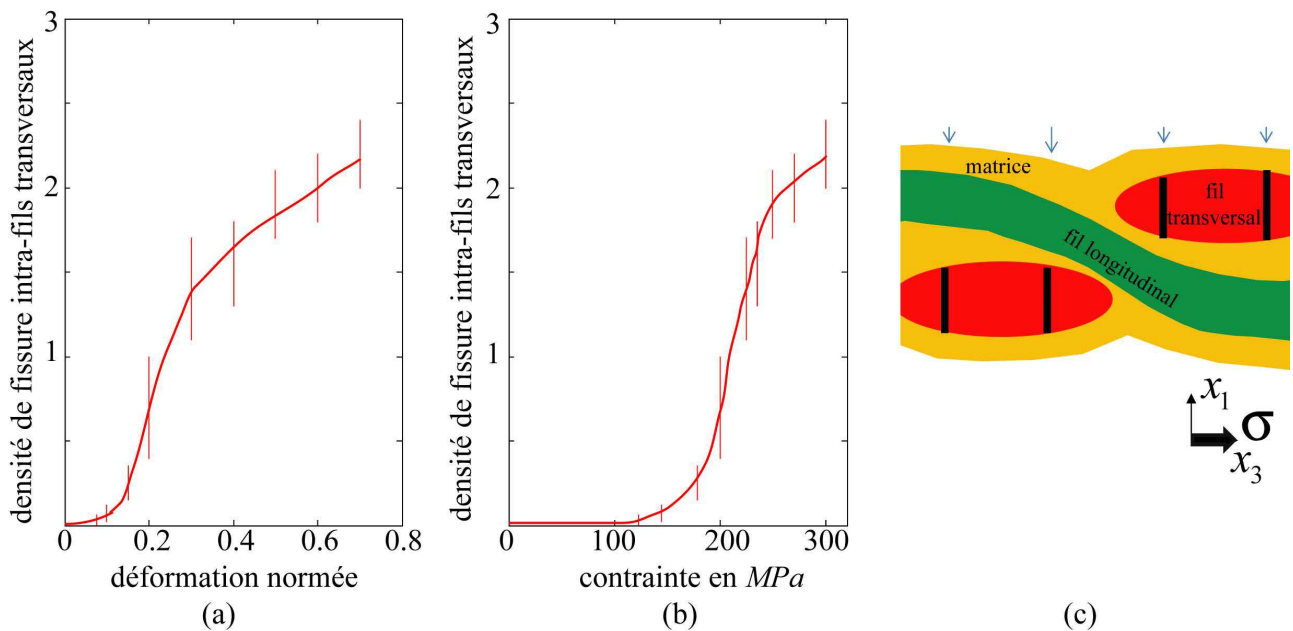 densité de fissure intra-fils transversaux
3
2
1
0
0.2
0.4
0.6
0.8
déformation normée
(a)
densité de fissure intra-fils transversaux
3
2
1
0
100
200
300
contrainte en MPa
(b)
matrice
fil
transversal
fil longitudinal
x1
σ
x3
(c)